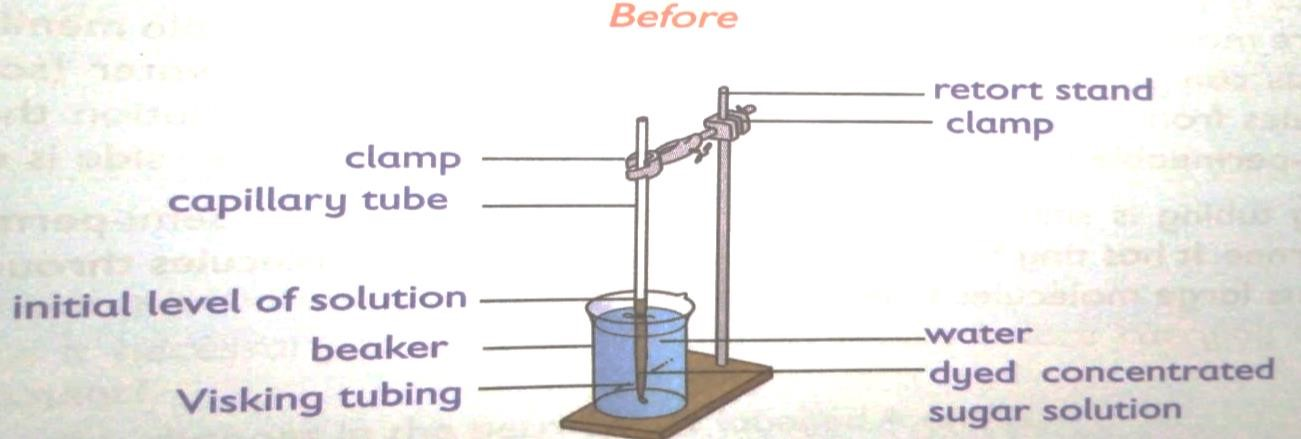 Before
retort stand
clamp
clamp
capillary tube
initial level of solution
beaker
Visking tubing
water
dyed concentrated
sugar solution